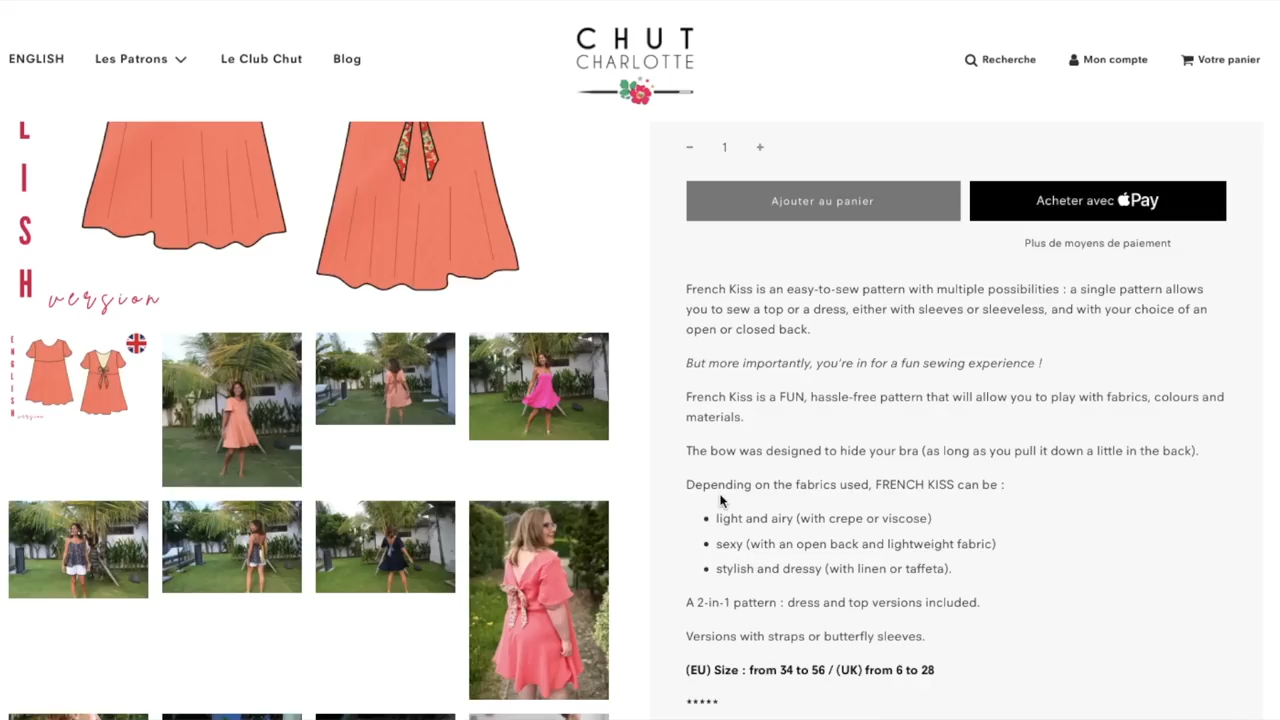 ENGLISH
Les Patrons
Le Club Chut
Blog
CHUT
CHARLOTTE
Recherche
Mon compte
Votre panier
L
I
S
H
version
ENGLISH
version
− 1 +
Ajouter au panier
Acheter avec Pay
Plus de moyens de paiement
French Kiss is an easy-to-sew pattern with multiple possibilities : a single pattern allows
you to sew a top or a dress, either with sleeves or sleeveless, and with your choice of an
open or closed back.
But more importantly, you're in for a fun sewing experience !
French Kiss is a FUN, hassle-free pattern that will allow you to play with fabrics, colours and
materials.
The bow was designed to hide your bra (as long as you pull it down a little in the back).
Depending on the fabrics used, FRENCH KISS can be :
• light and airy (with crepe or viscose)
• sexy (with an open back and lightweight fabric)
• stylish and dressy (with linen or taffeta).
A 2-in-1 pattern : dress and top versions included.
Versions with straps or butterfly sleeves.
(EU) Size : from 34 to 56 / (UK) from 6 to 28
*****